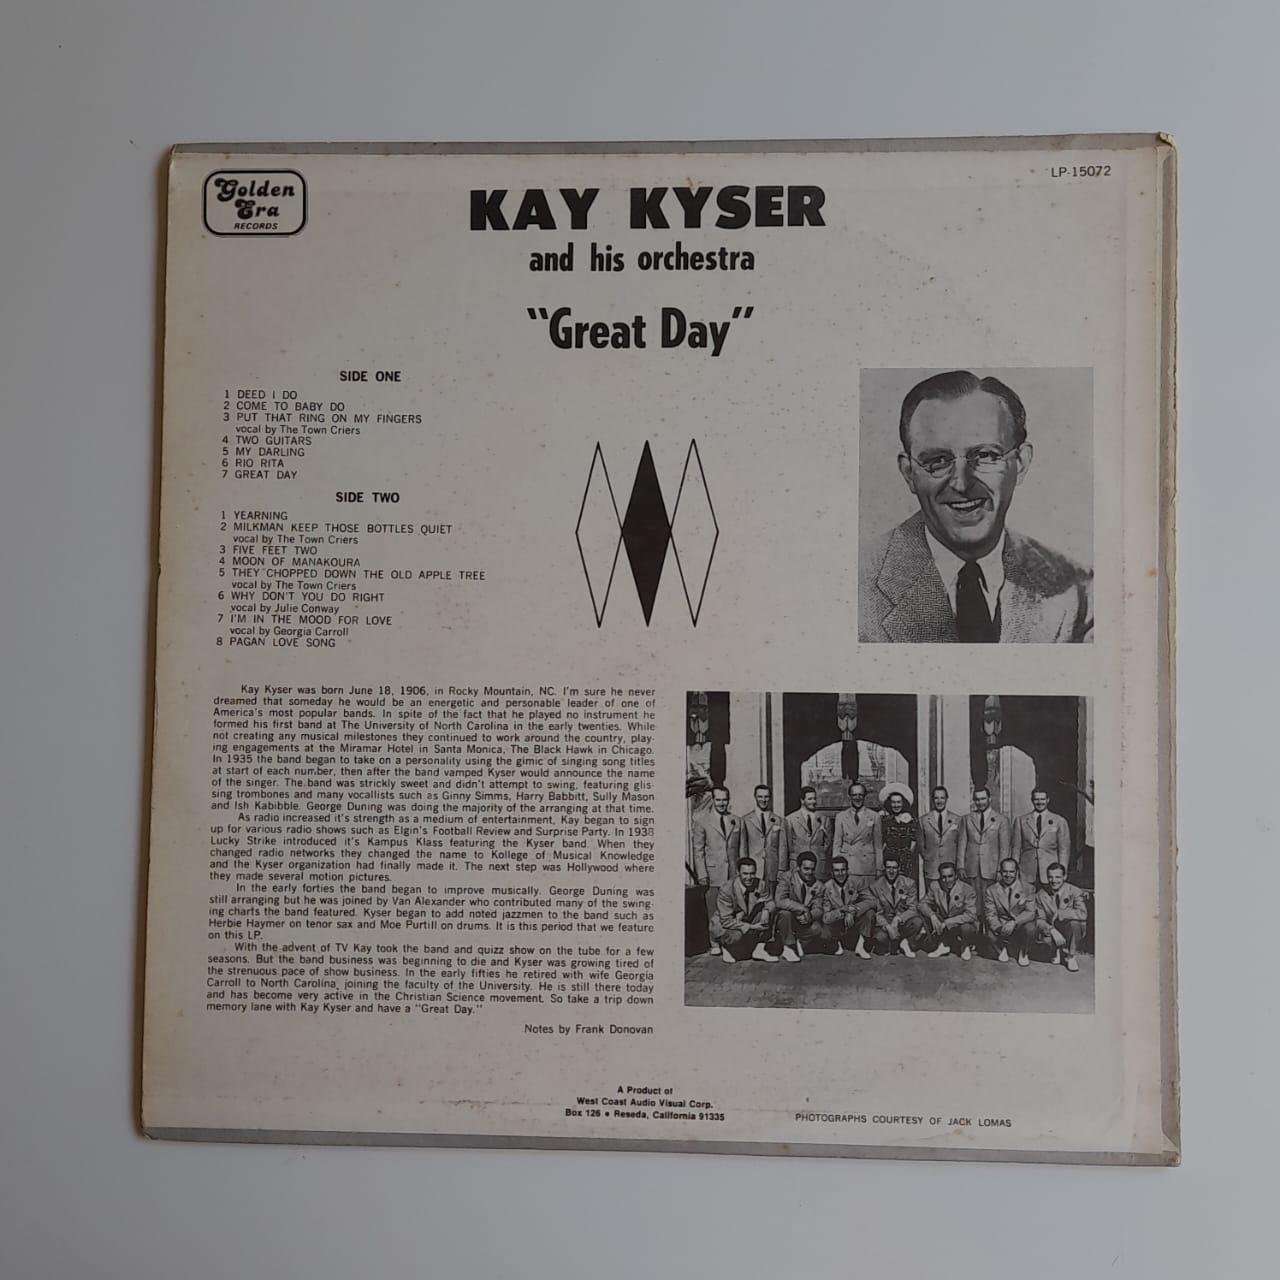 Golden
Era
RECORDS
LP-15072
KAY KYSER
and his orchestra
"Great Day"
SIDE ONE
1 DEED I DO
2 COME TO BABY DO
3 PUT THAT RING ON MY FINGERS
vocal by The Town Criers
4 TWO GUITARS
5 MY DARLING
6 RIO RITA
7 GREAT DAY
SIDE TWO
1 YEARNING
2 MILKMAN KEEP THOSE BOTTLES QUIET
vocal by The Town Criers
3 FIVE FEET TWO
4 MOON OF MANAKOURA
5 THEY CHOPPED DOWN THE OLD APPLE TREE
vocal by The Town Criers
6 WHY DON'T YOU DO RIGHT
vocal by Julie Conway
7 I'M IN THE MOOD FOR LOVE
vocal by Georgia Carroll
8 PAGAN LOVE SONG
Kay Kyser was born June 18, 1906, in Rocky Mountain, NC. I'm sure he never
dreamed that someday he would be an energetic and personable leader of one of
America's most popular bands. In spite of the fact that he played no instrument he
formed his first band at The University of North Carolina in the early twenties. While
not creating any musical milestones they continued to work around the country, play-
ing engagements at the Miramar Hotel in Santa Monica, The Black Hawk in Chicago.
In 1935 the band began to take on a personality using the gimic of singing song titles
at start of each number, then after the band vamped Kyser would announce the name
of the singer. The band was strickly sweet and didn't attempt to swing, featuring glis-
sing trombones and many vocallists such as Ginny Simms, Harry Babbitt, Sully Mason
and Ish Kabibble. George Duning was doing the majority of the arranging at that time.
As radio increased it's strength as a medium of entertainment, Kay began to sign
up for various radio shows such as Elgin's Football Review and Surprise Party. In 1938
Lucky Strike introduced it's Kampus Klass featuring the Kyser band. When they
changed radio networks they changed the name to Kollege of Musical Knowledge
and the Kyser organization had finally made it. The next step was Hollywood where
they made several motion pictures.
In the early forties the band began to improve musically. George Duning was
still arranging but he was joined by Van Alexander who contributed many of the swing-
ing charts the band featured. Kyser began to add noted jazzmen to the band such as
Herbie Haymer on tenor sax and Moe Purtill on drums. It is this period that we feature
on this LP.
With the advent of TV Kay took the band and quizz show on the tube for a few
seasons. But the band business was beginning to die and Kyser was growing tired of
the strenuous pace of show business. In the early fifties he retired with wife Georgia
Carroll to North Carolina, joining the faculty of the University. He is still there today
and has become very active in the Christian Science movement. So take a trip down
memory lane with Kay Kyser and have a "Great Day."
Notes by Frank Donovan
A Product of
West Coast Audio Visual Corp.
Box 126 • Reseda, California 91335
PHOTOGRAPHS COURTESY OF JACK LOMAS